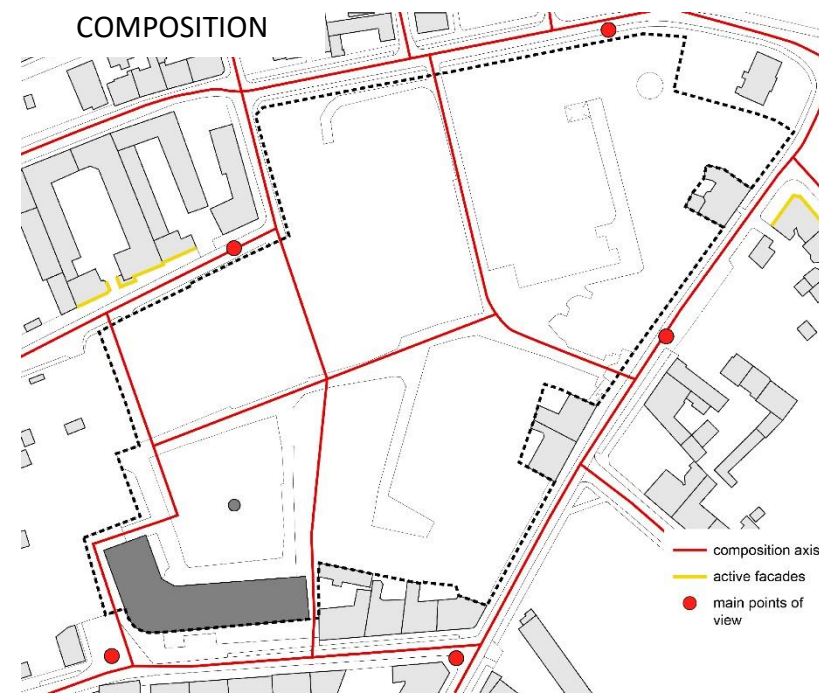 COMPOSITION
composition axis
active facades
main points of
view